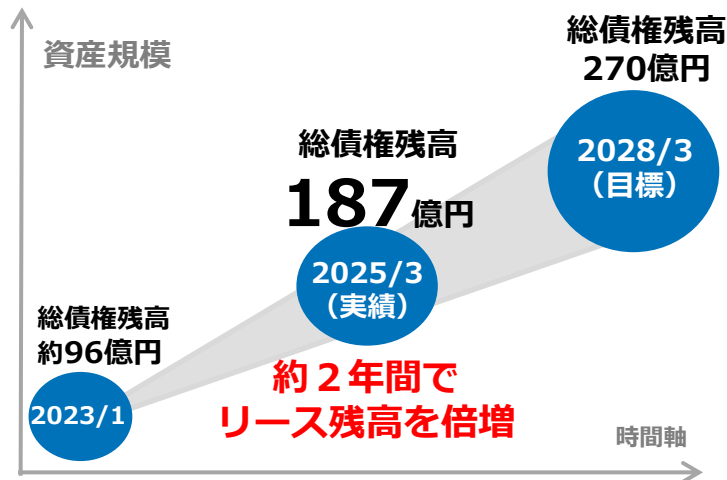 資産規模
総債権残高
270億円
2028/3
（目標）
総債権残高
187億円
2025/3
（実績）
総債権残高
約96億円
2023/1
約２年間で
リース残高を倍増
時間軸